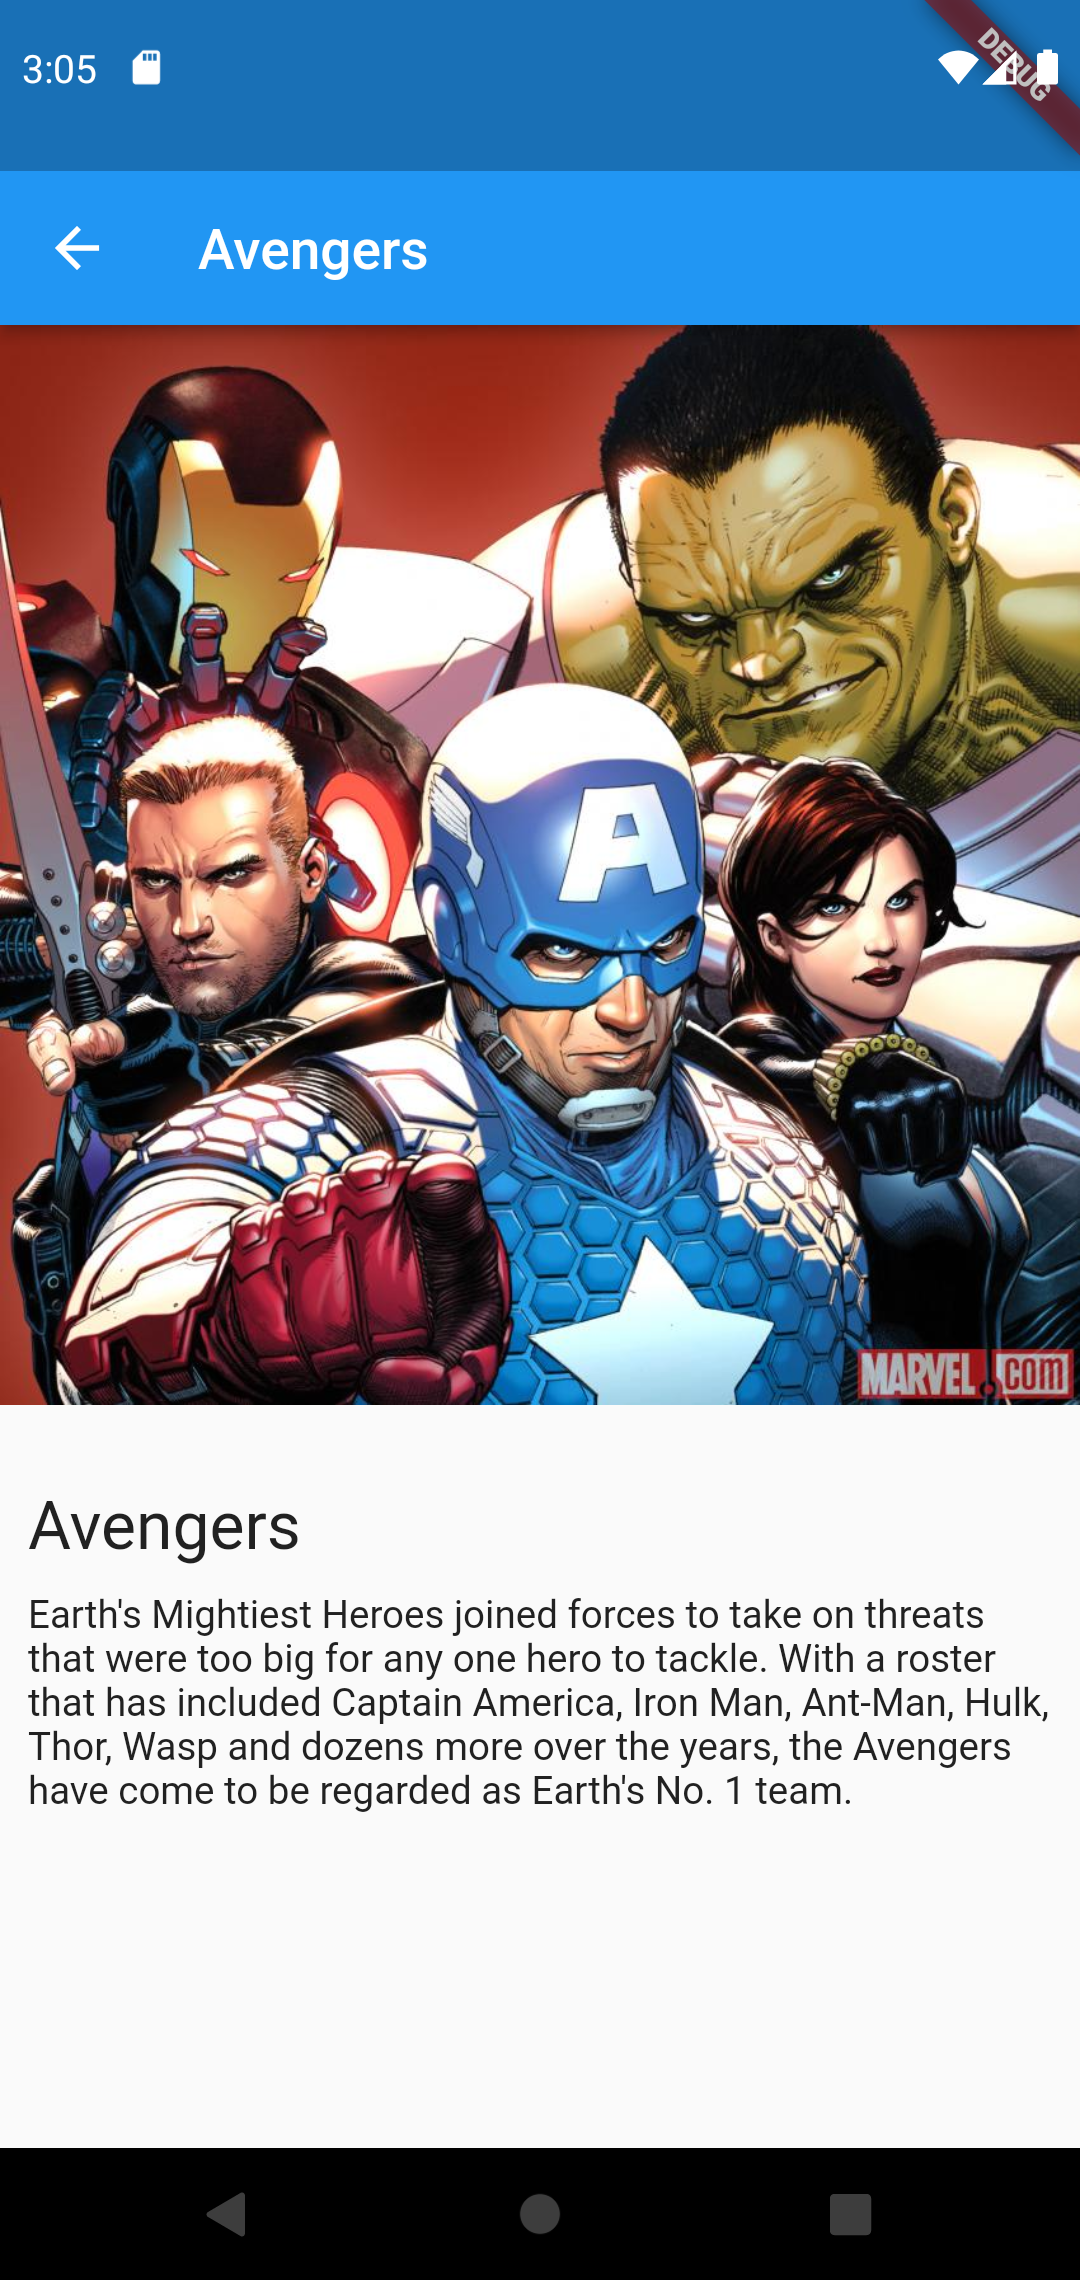 3:05
DEBUG
Avengers
A
MARVEL.com
Avengers
Earth's Mightiest Heroes joined forces to take on threats
that were too big for any one hero to tackle. With a roster
that has included Captain America, Iron Man, Ant-Man, Hulk,
Thor, Wasp and dozens more over the years, the Avengers
have come to be regarded as Earth's No. 1 team.